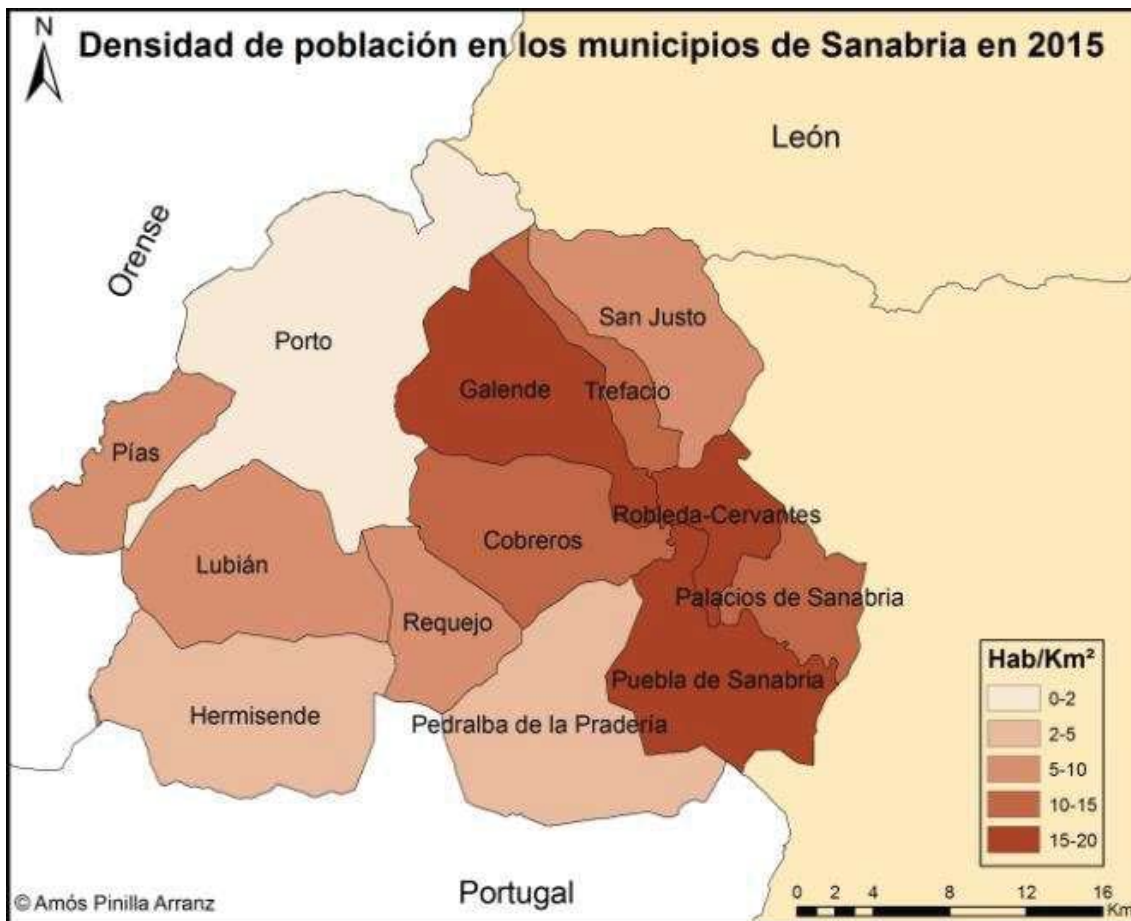 N
Densidad de población en los municipios de Sanabria en 2015
León
Orense
San Justo
Porto
Galende
Trefacio
Pías
Robleda-Cervantes
Cobreros
Lubián
Palacios de Sanabria
Requejo
Puebla de Sanabria
Hermisende
Pedralba de la Pradería
Hab/Km²
0-2
2-5
5-10
10-15
15-20
Portugal
0 2 4 8 12 16
Km
© Amós Pinilla Arranz